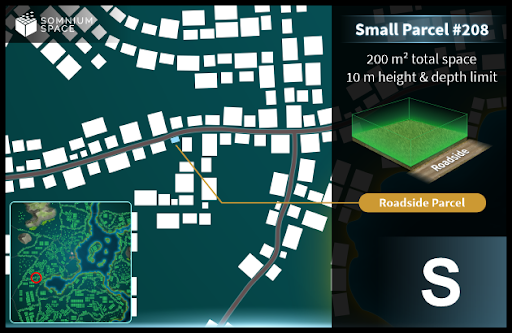 SOMNIUM
SPACE
Small Parcel #208
200 m² total space
10 m height & depth limit
Roadside
Roadside Parcel
S